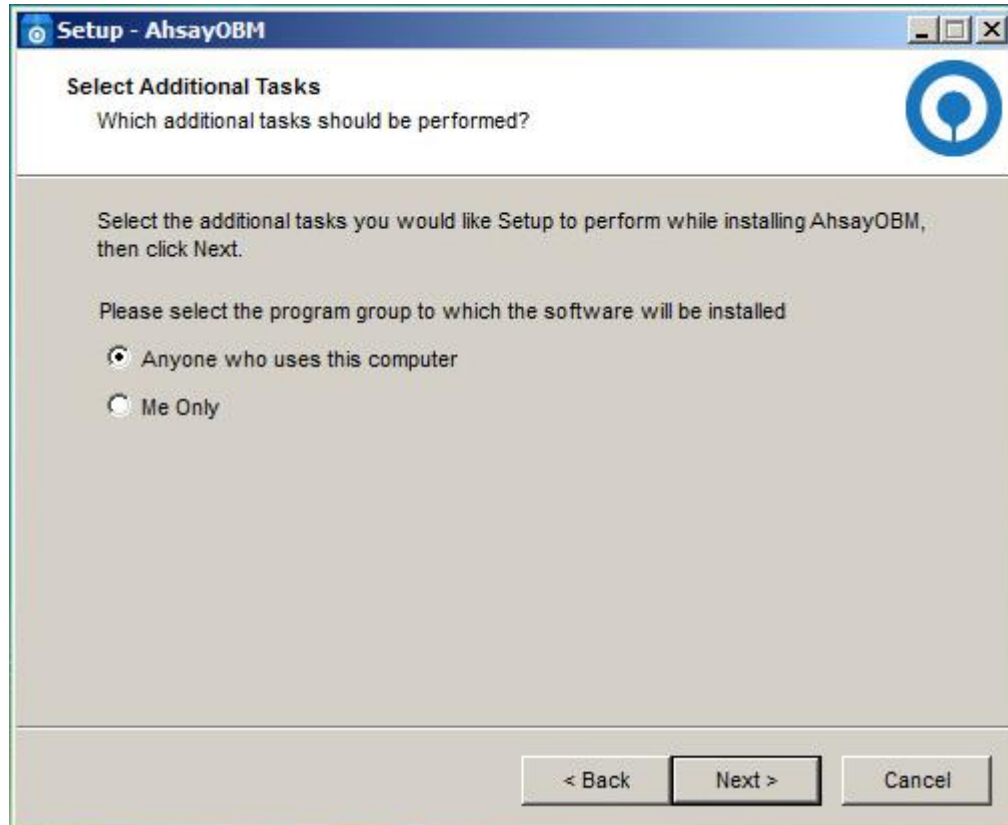 Setup - AhsayOBM
Select Additional Tasks
Which additional tasks should be performed?
Select the additional tasks you would like Setup to perform while installing AhsayOBM,
then click Next.
Please select the program group to which the software will be installed
Anyone who uses this computer
Me Only
< Back
Next >
Cancel